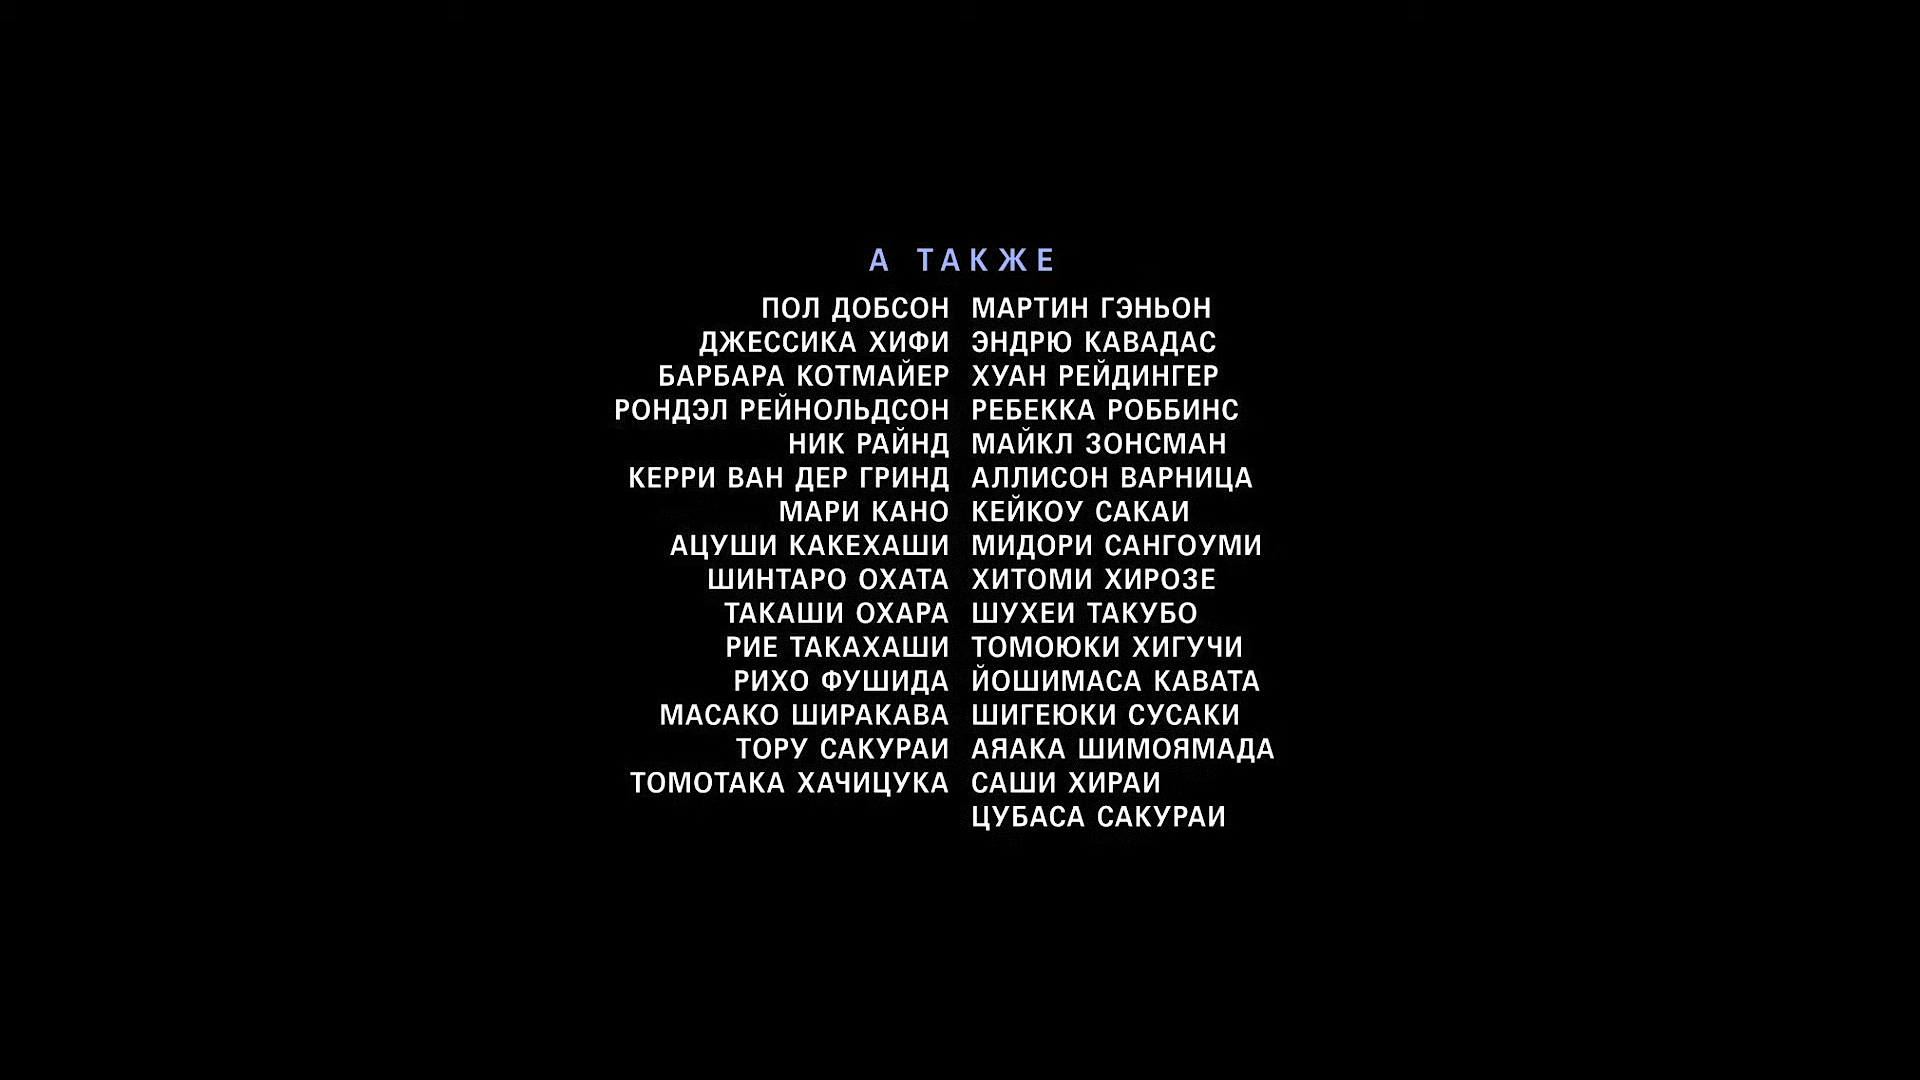 А ТАКЖЕ
ПОЛ ДОБСОН МАРТИН ГЭНЬОН
ДЖЕССИКА ХИФИ ЭНДРЮ КАВАДАС
БАРБАРА КОТМАЙЕР ХУАН РЕЙДИНГЕР
РОНДЭЛ РЕЙНОЛЬДСОН РЕБЕККА РОББИНС
НИК РАЙНД МАЙКЛ ЗОНСМАН
КЕРРИ ВАН ДЕР ГРИНД АЛЛИСОН ВАРНИЦА
МАРИ КАНО КЕЙКОУ САКАИ
АЦУШИ КАКЕХАШИ МИДОРИ САНГОУМИ
ШИНТАРО ОХАТА ХИТОМИ ХИРОЗЕ
ТАКАШИ ОХАРА ШУХЕИ ТАКУБО
РИЕ ТАКАХАШИ ТОМОЮКИ ХИГУЧИ
РИХО ФУШИДА ЙОШИМАСА КАВАТА
МАСАКО ШИРАКАВА ШИГЕЮКИ СУСАКИ
ТОРУ САКУРАИ АЯАКА ШИМОЯМАДА
ТОМОТАКА ХАЧИЦУКА САШИ ХИРАИ
ЦУБАСА САКУРАИ